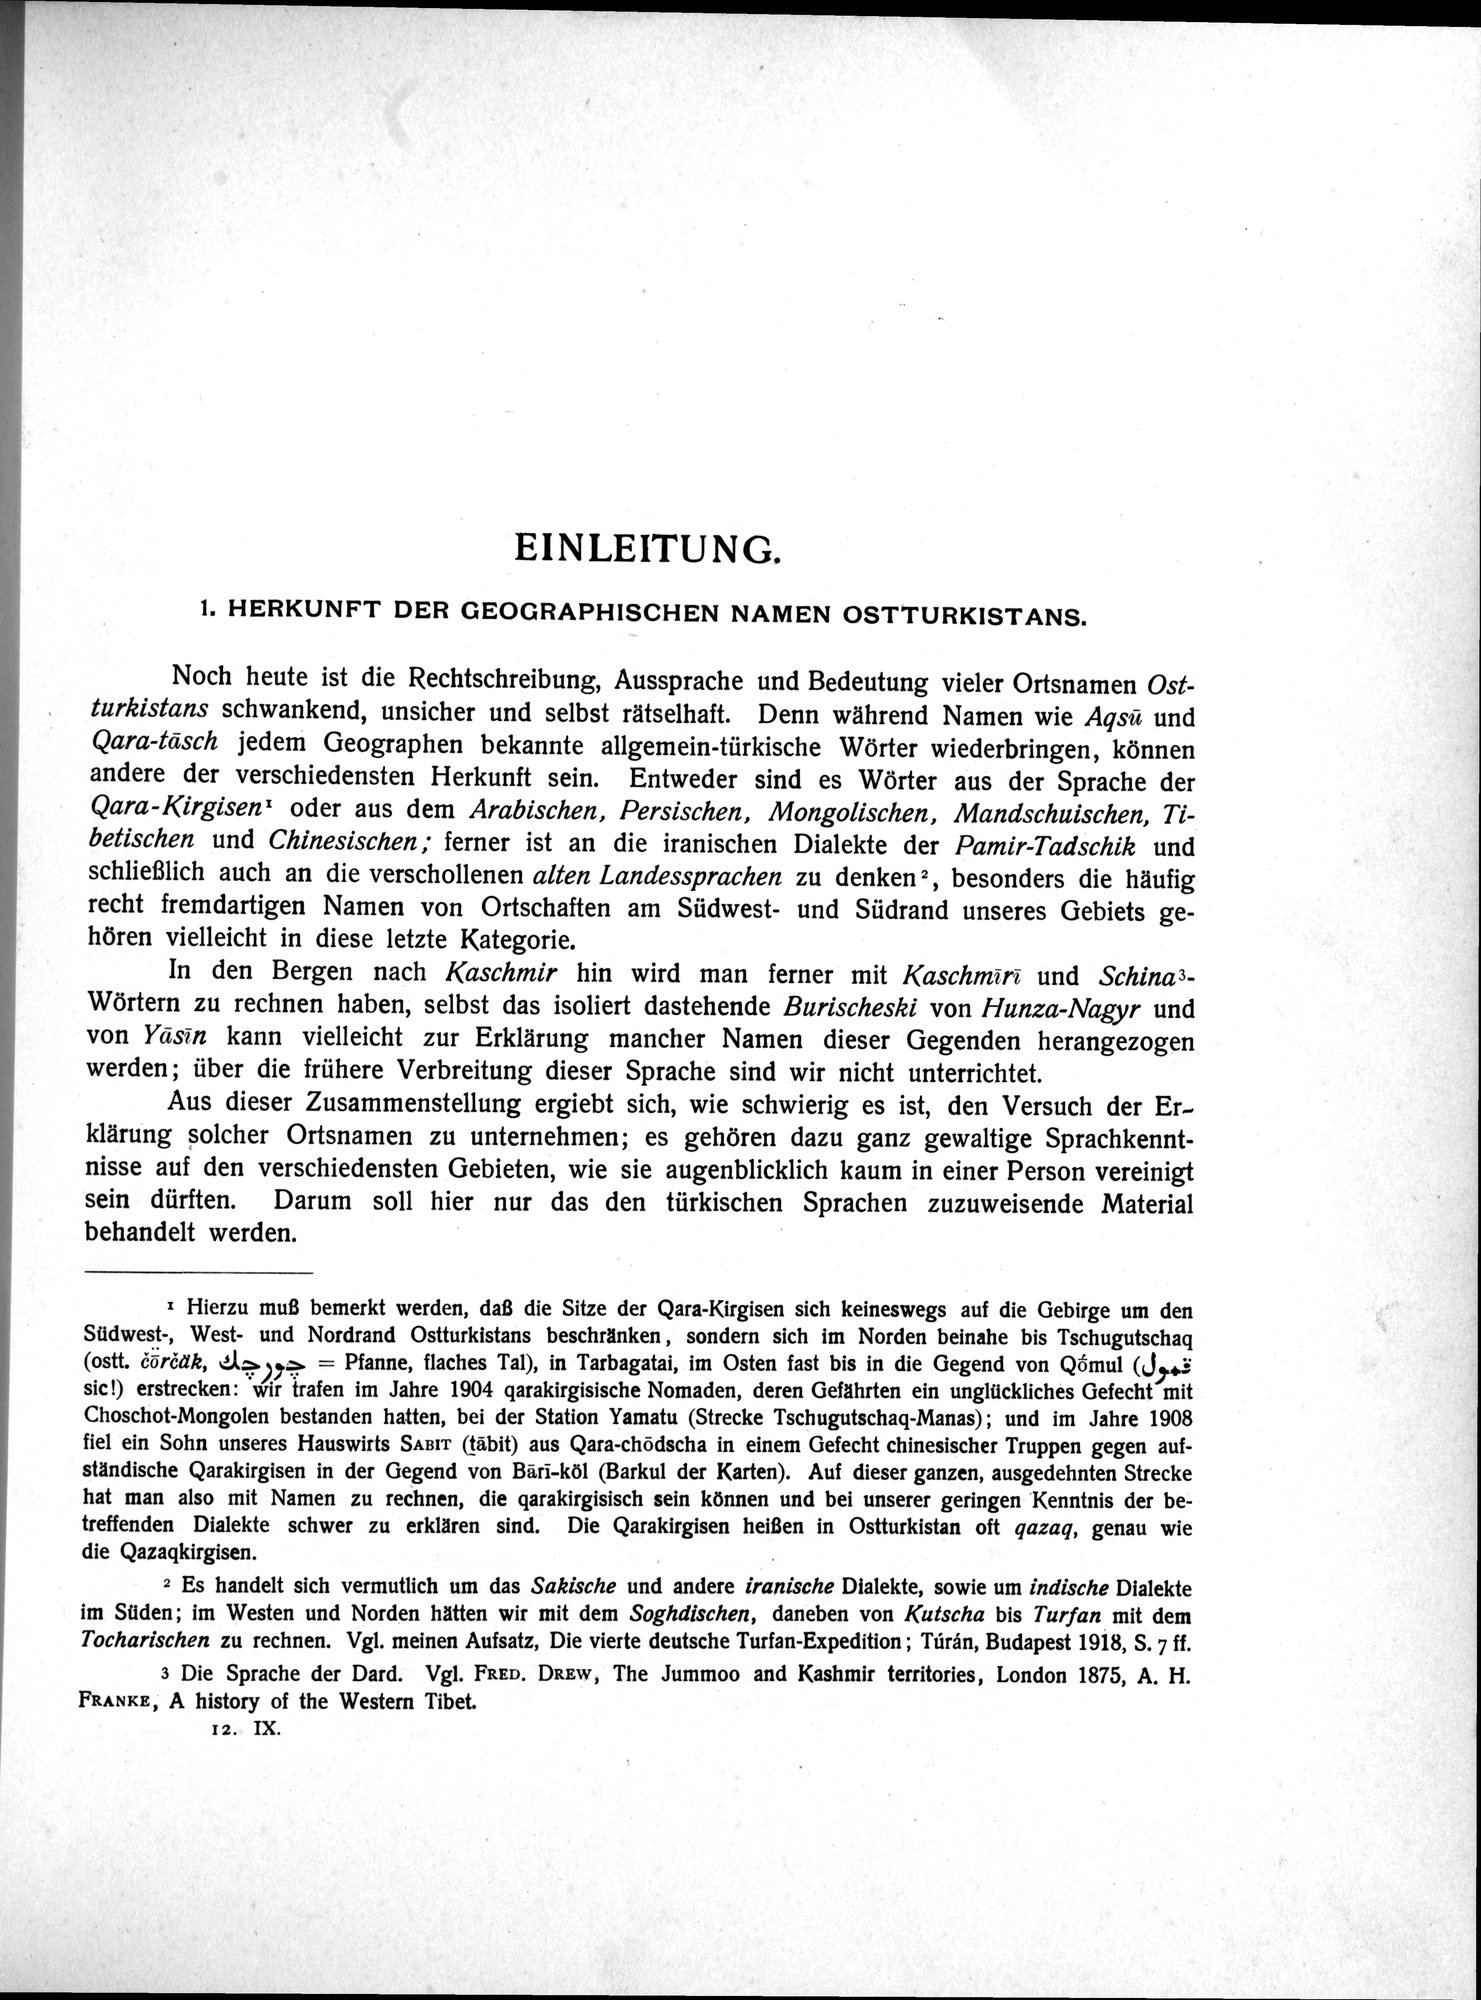 EINLEITUNG.
1. HERKUNFT DER GEOGRAPHISCHEN NAMEN OSTTURKISTANS.
Noch heute ist die Rechtschreibung, Aussprache und Bedeutung vieler Ortsnamen Ost-
turkistans schwankend, unsicher und selbst rätselhaft. Denn während Namen wie Aqsū und
Qara-tāsch jedem Geographen bekannte allgemein-türkische Wörter wiederbringen, können
andere der verschiedensten Herkunft sein. Entweder sind es Wörter aus der Sprache der
Qara-Kirgisen¹ oder aus dem Arabischen, Persischen, Mongolischen, Mandschuischen, Ti-
betischen und Chinesischen; ferner ist an die iranischen Dialekte der Pamir-Tadschik und
schließlich auch an die verschollenen alten Landessprachen zu denken², besonders die häufig
recht fremdartigen Namen von Ortschaften am Südwest- und Südrand unseres Gebiets ge-
hören vielleicht in diese letzte Kategorie.
In den Bergen nach Kaschmir hin wird man ferner mit Kaschmīrī und Schina³-
Wörtern zu rechnen haben, selbst das isoliert dastehende Burischeski von Hunza-Nagyr und
von Yāsīn kann vielleicht zur Erklärung mancher Namen dieser Gegenden herangezogen
werden; über die frühere Verbreitung dieser Sprache sind wir nicht unterrichtet.
Aus dieser Zusammenstellung ergiebt sich, wie schwierig es ist, den Versuch der Er-
klärung solcher Ortsnamen zu unternehmen; es gehören dazu ganz gewaltige Sprachkennt-
nisse auf den verschiedensten Gebieten, wie sie augenblicklich kaum in einer Person vereinigt
sein dürften. Darum soll hier nur das den türkischen Sprachen zuzuweisende Material
behandelt werden.
¹ Hierzu muß bemerkt werden, daß die Sitze der Qara-Kirgisen sich keineswegs auf die Gebirge um den
Südwest-, West- und Nordrand Ostturkistans beschränken, sondern sich im Norden beinahe bis Tschugutschaq
(ostt. čȫrčäk, چورچك = Pfanne, flaches Tal), in Tarbagatai, im Osten fast bis in die Gegend von Qómul (قمول
sic!) erstrecken: wir trafen im Jahre 1904 qarakirgisische Nomaden, deren Gefährten ein unglückliches Gefecht mit
Choschot-Mongolen bestanden hatten, bei der Station Yamatu (Strecke Tschugutschaq-Manas); und im Jahre 1908
fiel ein Sohn unseres Hauswirts SABIT (ṯābit) aus Qara-chōdscha in einem Gefecht chinesischer Truppen gegen auf-
ständische Qarakirgisen in der Gegend von Bārī-köl (Barkul der Karten). Auf dieser ganzen, ausgedehnten Strecke
hat man also mit Namen zu rechnen, die qarakirgisisch sein können und bei unserer geringen Kenntnis der be-
treffenden Dialekte schwer zu erklären sind. Die Qarakirgisen heißen in Ostturkistan oft qazaq, genau wie
die Qazaqkirgisen.
² Es handelt sich vermutlich um das Sakische und andere iranische Dialekte, sowie um indische Dialekte
im Süden; im Westen und Norden hätten wir mit dem Soghdischen, daneben von Kutscha bis Turfan mit dem
Tocharischen zu rechnen. Vgl. meinen Aufsatz, Die vierte deutsche Turfan-Expedition; Túrán, Budapest 1918, S. 7 ff.
3 Die Sprache der Dard. Vgl. FRED. DREW, The Jummoo and Kashmir territories, London 1875, A. H.
FRANKE, A history of the Western Tibet.
12. IX.